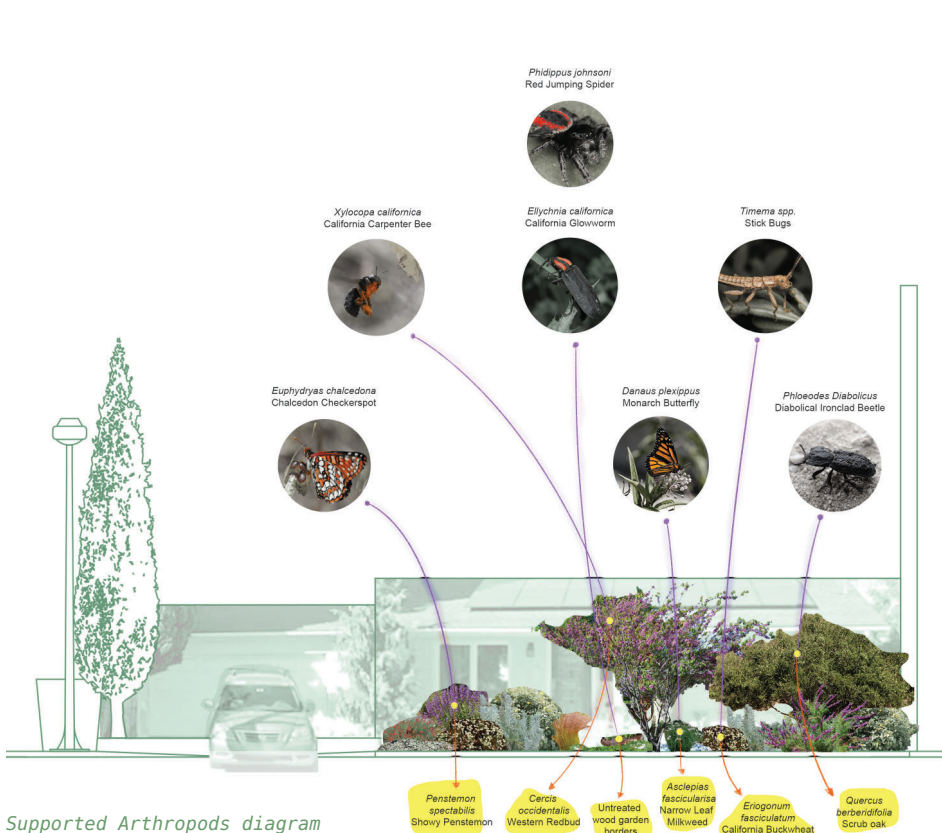 Phidippus johnsoni
Red Jumping Spider
Xylocopa californica
California Carpenter Bee
Ellychnia californica
California Glowworm
Timema spp.
Stick Bugs
Euphydryas chalcedona
Chalcedon Checkerspot
Danaus plexippus
Monarch Butterfly
Phloeodes Diabolicus
Diabolical Ironclad Beetle
Penstemon
spectabilis
Showy Penstemon
Cercis
occidentalis
Western Redbud
Untreated
wood garden
borders
Asclepias
fascicularisa
Narrow Leaf
Milkweed
Eriogonum
fasciculatum
California Buckwheat
Quercus
berberidifolia
Scrub oak
Supported Arthropods diagram